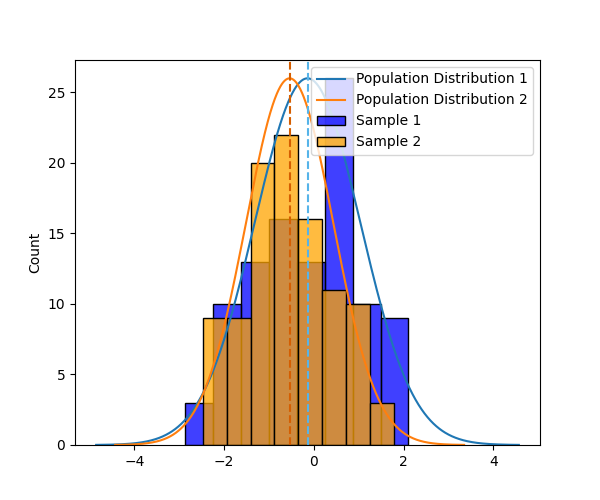 Population Distribution 1
Population Distribution 2
Sample 1
Sample 2
Count
25
20
15
10
5
0
−4
−2
0
2
4